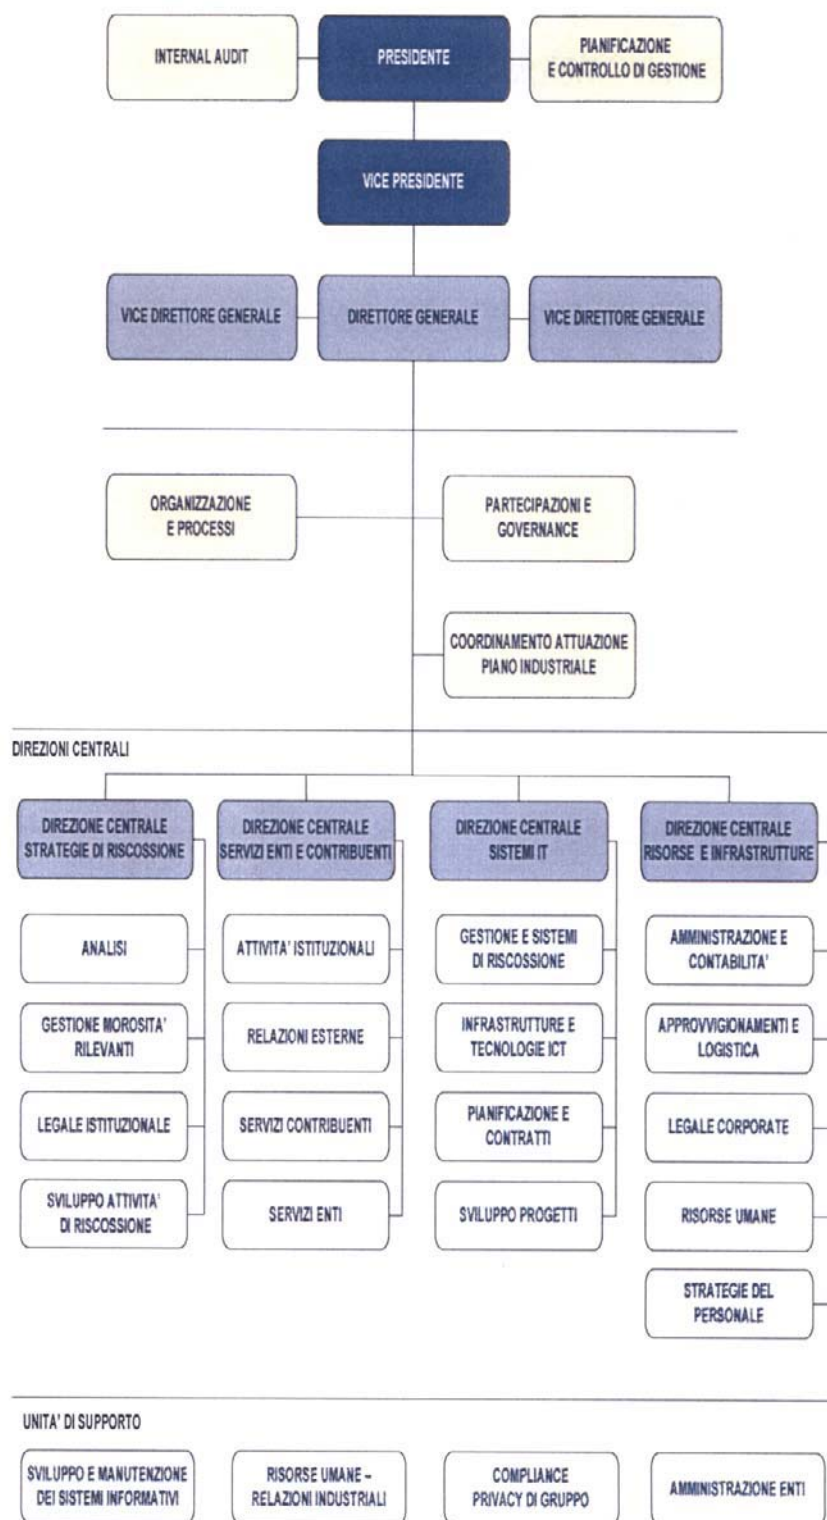 INTERNAL AUDIT
PRESIDENTE
PIANIFICAZIONE
E CONTROLLO DI GESTIONE
VICE PRESIDENTE
VICE DIRETTORE GENERALE
DIRETTORE GENERALE
VICE DIRETTORE GENERALE
ORGANIZZAZIONE
E PROCESSI
PARTECIPAZIONI E
GOVERNANCE
COORDINAMENTO ATTUAZIONE
PIANO INDUSTRIALE
DIREZIONI CENTRALI
DIREZIONE CENTRALE
STRATEGIE DI RISCOSSIONE
DIREZIONE CENTRALE
SERVIZI ENTI E CONTRIBUENTI
DIREZIONE CENTRALE
SISTEMI IT
DIREZIONE CENTRALE
RISORSE E INFRASTRUTTURE
ANALISI
ATTIVITA' ISTITUZIONALI
GESTIONE E SISTEMI
DI RISCOSSIONE
AMMINISTRAZIONE E
CONTABILITA'
GESTIONE MOROSITA'
RILEVANTI
RELAZIONI ESTERNE
INFRASTRUTTURE E
TECNOLOGIE ICT
APPROVVIGIONAMENTI E
LOGISTICA
LEGALE ISTITUZIONALE
SERVIZI CONTRIBUENTI
PIANIFICAZIONE E
CONTRATTI
LEGALE CORPORATE
SVILUPPO ATTIVITA'
DI RISCOSSIONE
SERVIZI ENTI
SVILUPPO PROGETTI
RISORSE UMANE
STRATEGIE DEL
PERSONALE
UNITA' DI SUPPORTO
SVILUPPO E MANUTENZIONE
DEI SISTEMI INFORMATIVI
RISORSE UMANE –
RELAZIONI INDUSTRIALI
COMPLIANCE
PRIVACY DI GRUPPO
AMMINISTRAZIONE ENTI